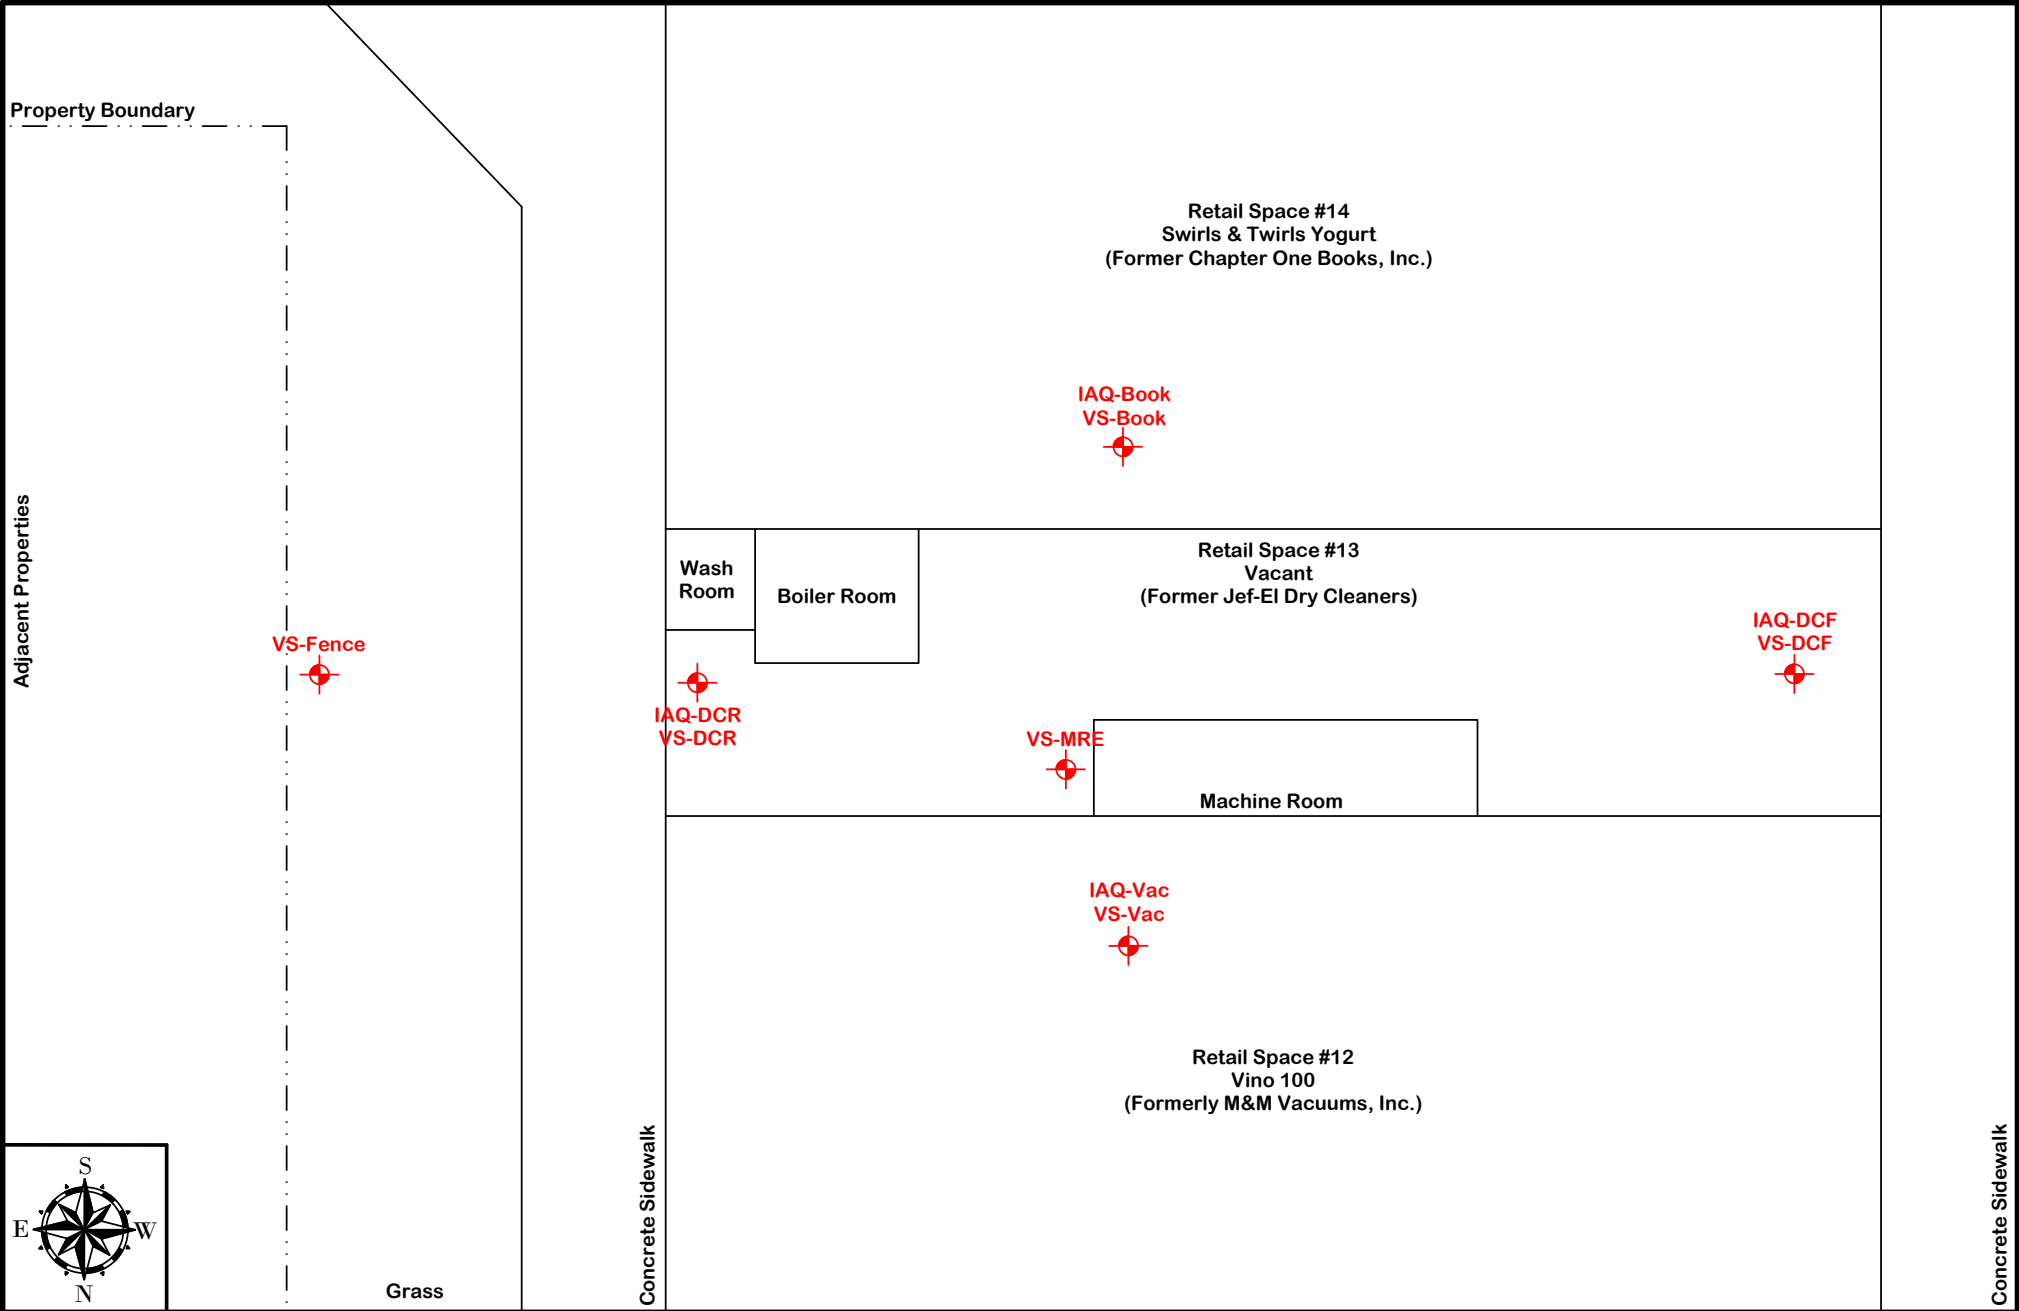 Property Boundary
Retail Space #14
Swirls & Twirls Yogurt
(Former Chapter One Books, Inc.)
IAQ-Book
VS-Book
Adjacent Properties
Wash
Room
Boiler Room
Retail Space #13
Vacant
(Former Jef-El Dry Cleaners)
IAQ-DCF
VS-DCF
VS-Fence
IAQ-DCR
VS-DCR
VS-MRE
Machine Room
IAQ-Vac
VS-Vac
Retail Space #12
Vino 100
(Formerly M&M Vacuums, Inc.)
Concrete Sidewalk
Concrete Sidewalk
S
E
W
N
Grass